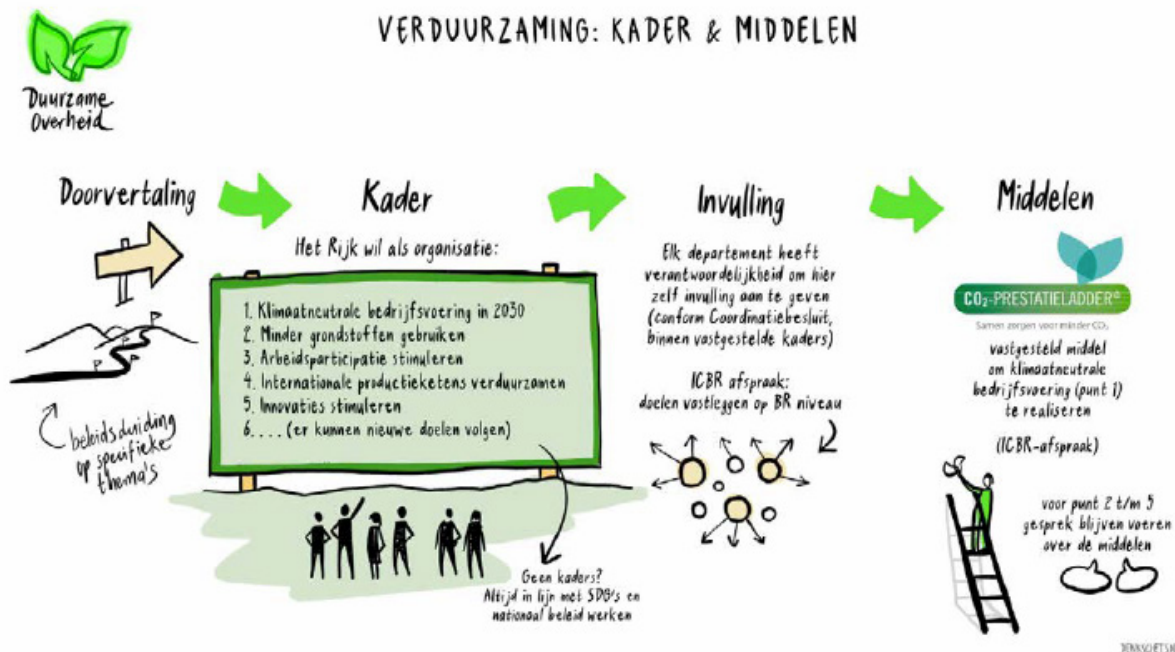 VERDUURZAMING: KADER & MIDDELEN
Duurzame
Overheid
Doorvertaling
beleidsduiding
op specifieke
thema's
Kader
Het Rijk wil als organisatie:
1. Klimaatneutrale bedrijfsvoering in 2030
2. Minder grondstoffen gebruiken
3. Arbeidsparticipatie stimuleren
4. Internationale productieketens verduurzamen
5. Innovaties stimuleren
6.... (er kunnen nieuwe doelen volgen)
Geen kaders?
Altijd in lijn met SDG's en
nationaal beleid werken
Invulling
Elk departement heeft
verantwoordelijkheid om hier
zelf invulling aan te geven
(conform Coordinatiebesluit,
binnen vastgestelde kaders)
ICBR afspraak:
doelen vastleggen op BR niveau
Middelen
CO₂-PRESTATIELADDER
Samen zorgen voor minder CO₂
vastgesteld middel
om klimaatneutrale
bedrijfsvoering (punt 1)
te realiseren
(ICBR-afspraak)
voor punt 2 t/m 5
gesprek blijven voeren
over de middelen